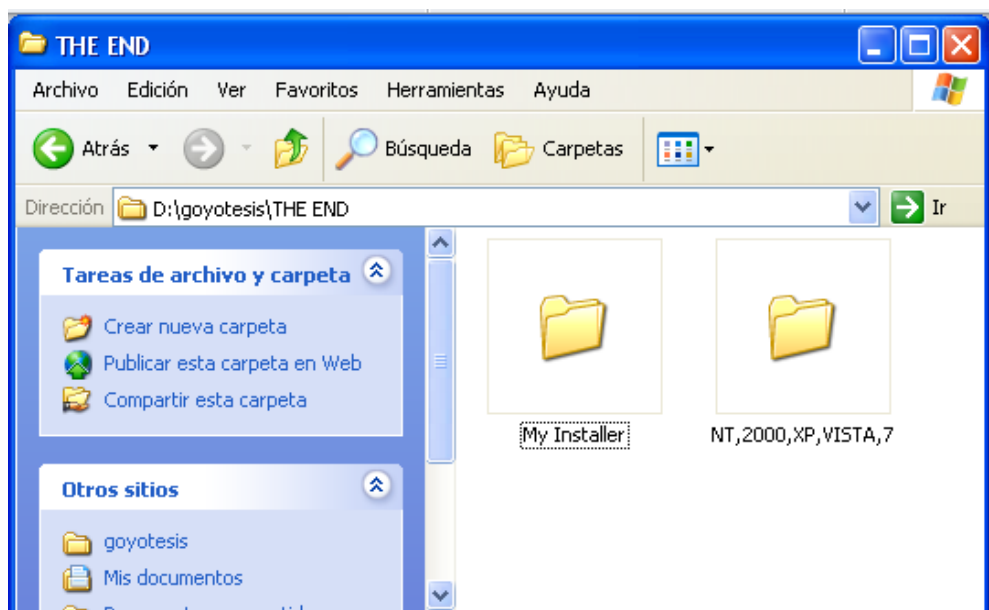 THE END
Archivo Edición Ver Favoritos Herramientas Ayuda
Atrás Búsqueda Carpetas
Dirección D:\goyotesis\THE END Ir
Tareas de archivo y carpeta
Crear nueva carpeta
Publicar esta carpeta en Web
Compartir esta carpeta
Otros sitios
goyotesis
Mis documentos
My Installer NT,2000,XP,VISTA,7